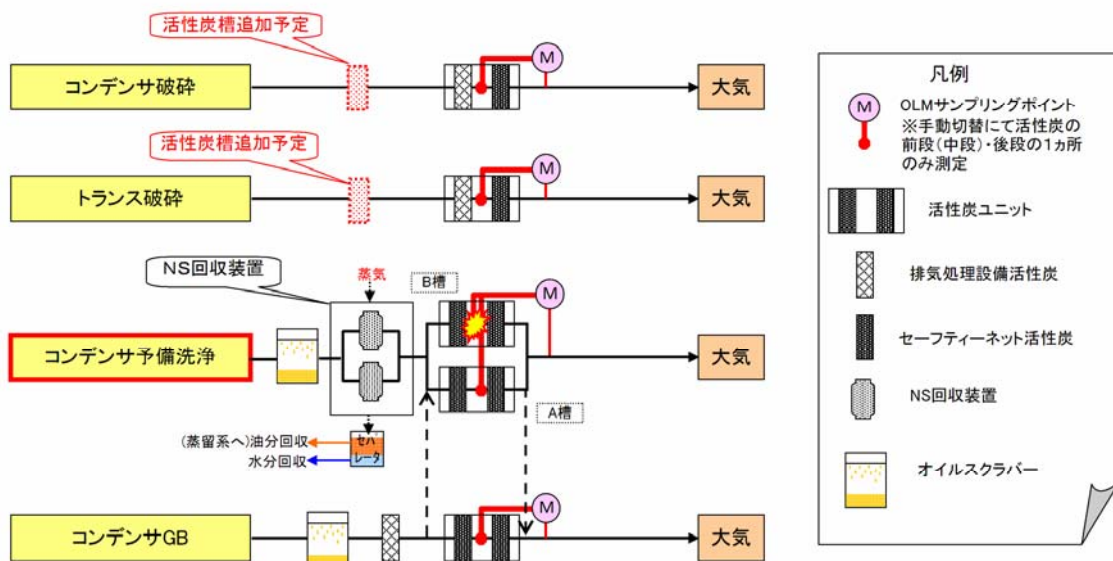 活性炭槽追加予定
M
コンデンサ破砕
大気
活性炭槽追加予定
M
トランス破砕
大気
NS回収装置
蒸気
B槽
M
コンデンサ予備洗浄
大気
A槽
(蒸留系へ)油分回収
水分回収
セパ
レータ
M
コンデンサGB
大気
凡例
M
OLMサンプリングポイント
※手動切替にて活性炭の
前段(中段)・後段の1ヵ所
のみ測定
活性炭ユニット
排気処理設備活性炭
セーフティーネット活性炭
NS回収装置
オイルスクラバー